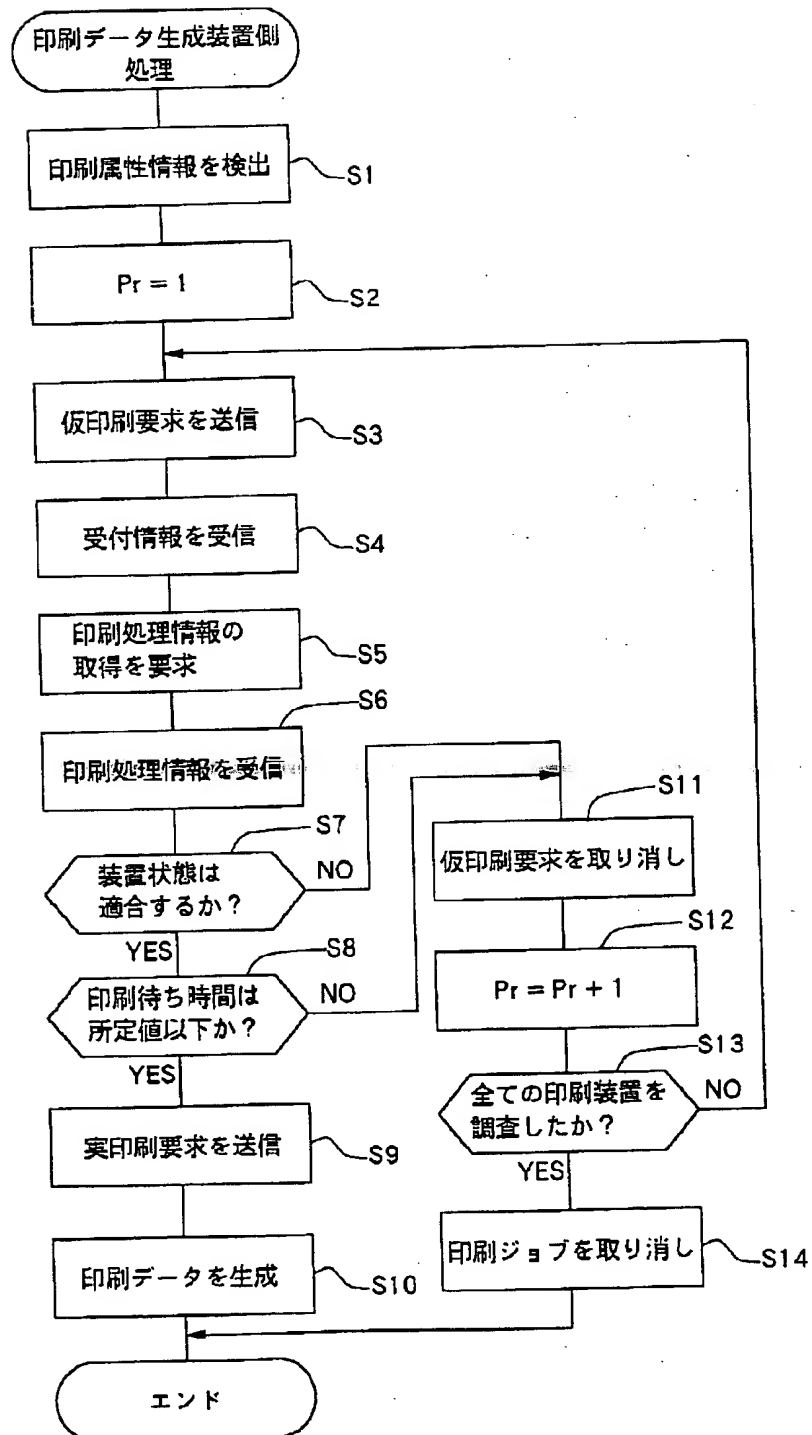 印刷データ生成装置側
処理
印刷属性情報を検出
S1
Pr = 1
S2
仮印刷要求を送信
S3
受付情報を受信
S4
印刷処理情報の
取得を要求
S5
S6
印刷処理情報を受信
S7
装置状態は
適合するか?
NO
YES
S8
印刷待ち時間は
所定値以下か?
NO
YES
実印刷要求を送信
S9
印刷データを生成
S10
S11
仮印刷要求を取り消し
S12
Pr = Pr + 1
S13
全ての印刷装置を
調査したか?
NO
YES
印刷ジョブを取り消し
S14
エンド